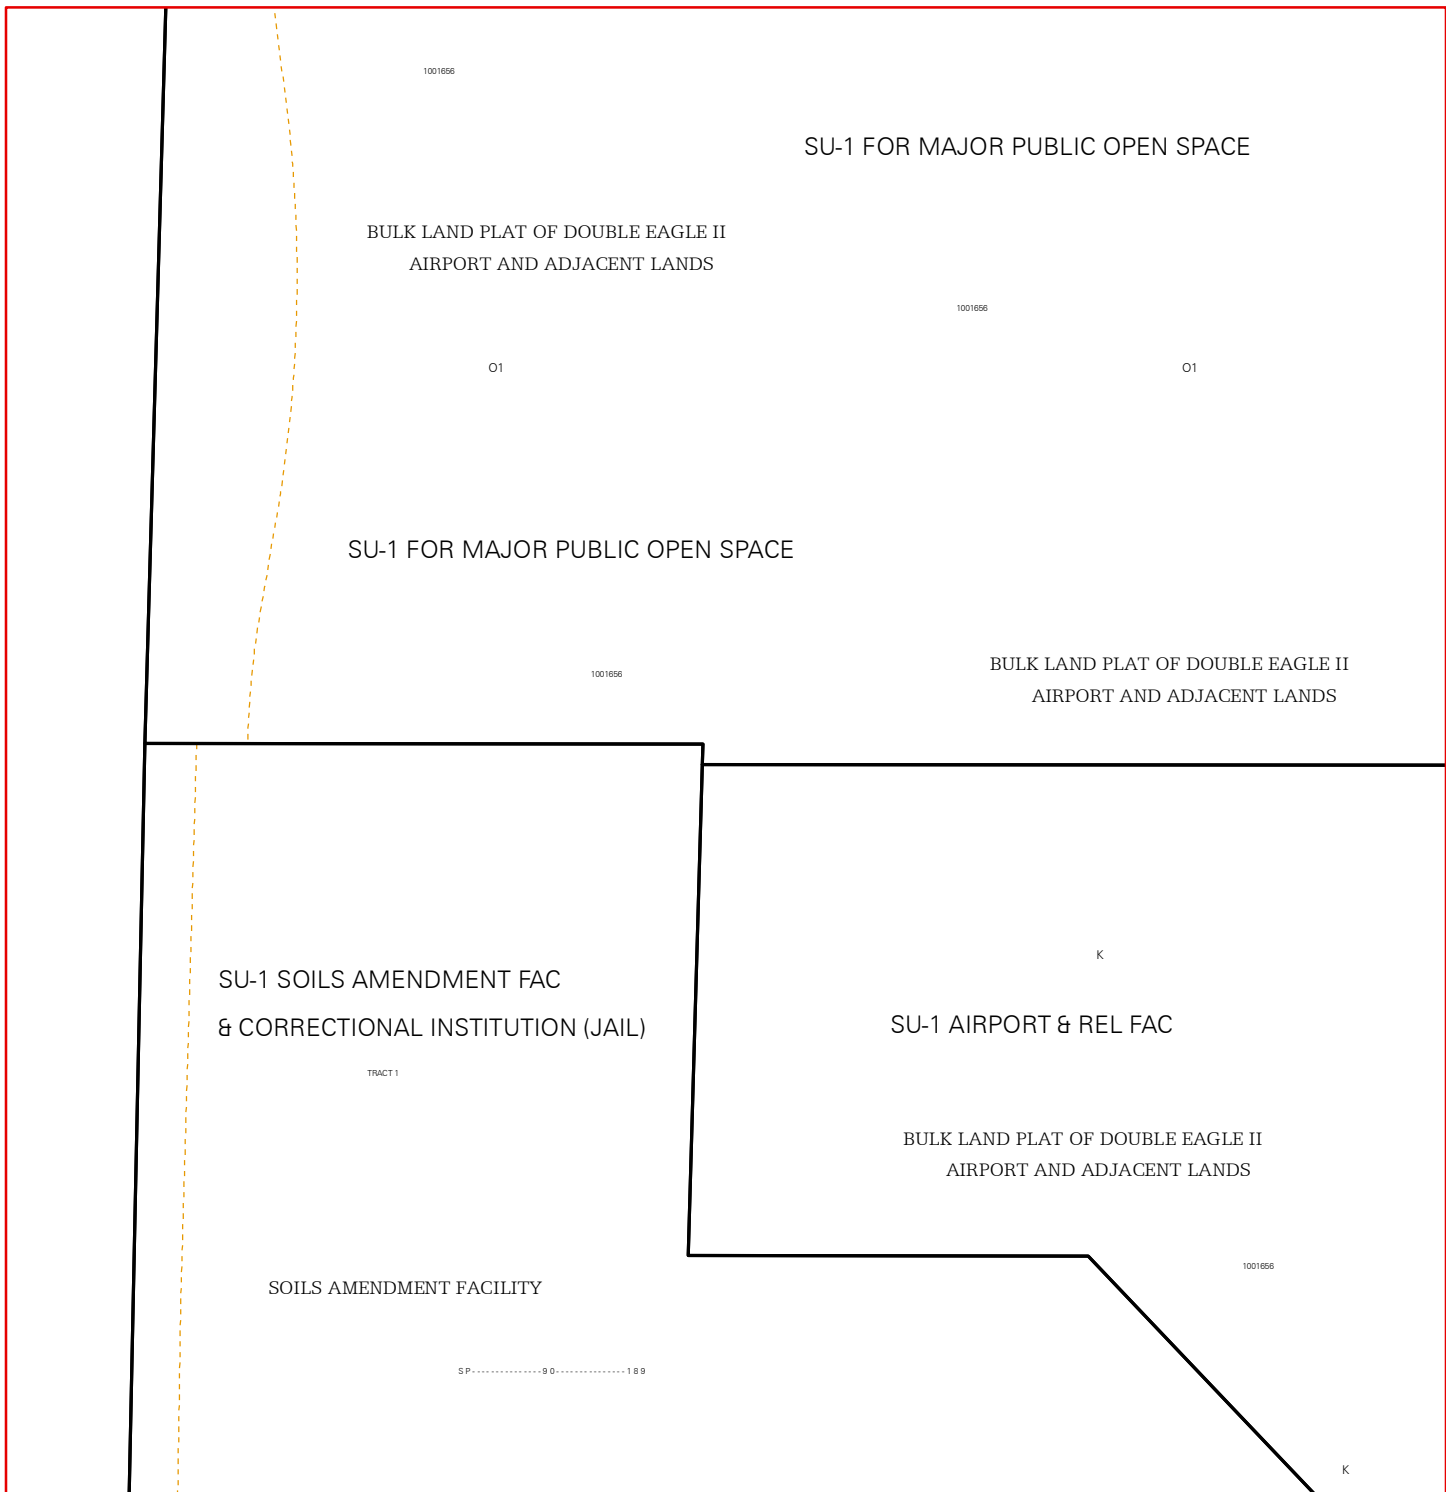 1001656
SU-1 FOR MAJOR PUBLIC OPEN SPACE
BULK LAND PLAT OF DOUBLE EAGLE II
AIRPORT AND ADJACENT LANDS
1001656
O1
O1
SU-1 FOR MAJOR PUBLIC OPEN SPACE
BULK LAND PLAT OF DOUBLE EAGLE II
AIRPORT AND ADJACENT LANDS
1001656
K
SU-1 SOILS AMENDMENT FAC
& CORRECTIONAL INSTITUTION (JAIL)
SU-1 AIRPORT & REL FAC
TRACT 1
BULK LAND PLAT OF DOUBLE EAGLE II
AIRPORT AND ADJACENT LANDS
1001656
SOILS AMENDMENT FACILITY
SP---------------90---------------189
K